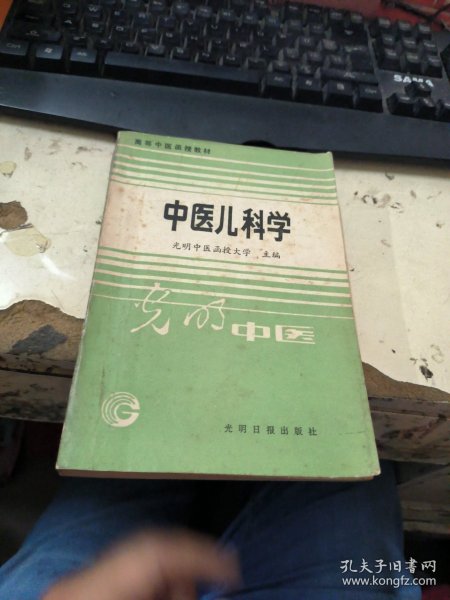 SAMA
高等中医函授教材
中医儿科学
光明中医函授大学 主编
光明中医
光明日报出版社
孔夫子旧书网
www.kongfz.com